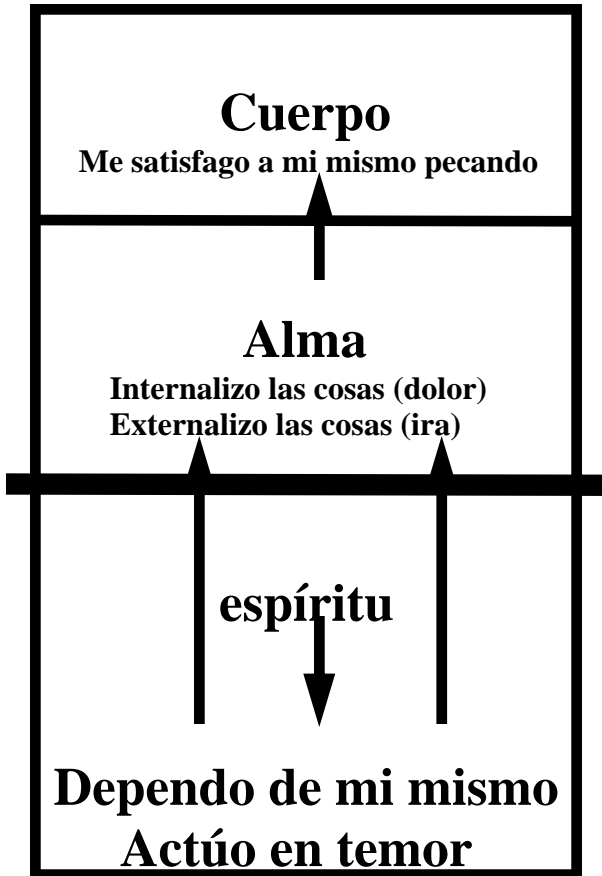 Cuerpo
Me satisfago a mi mismo pecando
Alma
Internalizo las cosas (dolor)
Externalizo las cosas (ira)
espíritu
Dependo de mi mismo
Actúo en temor